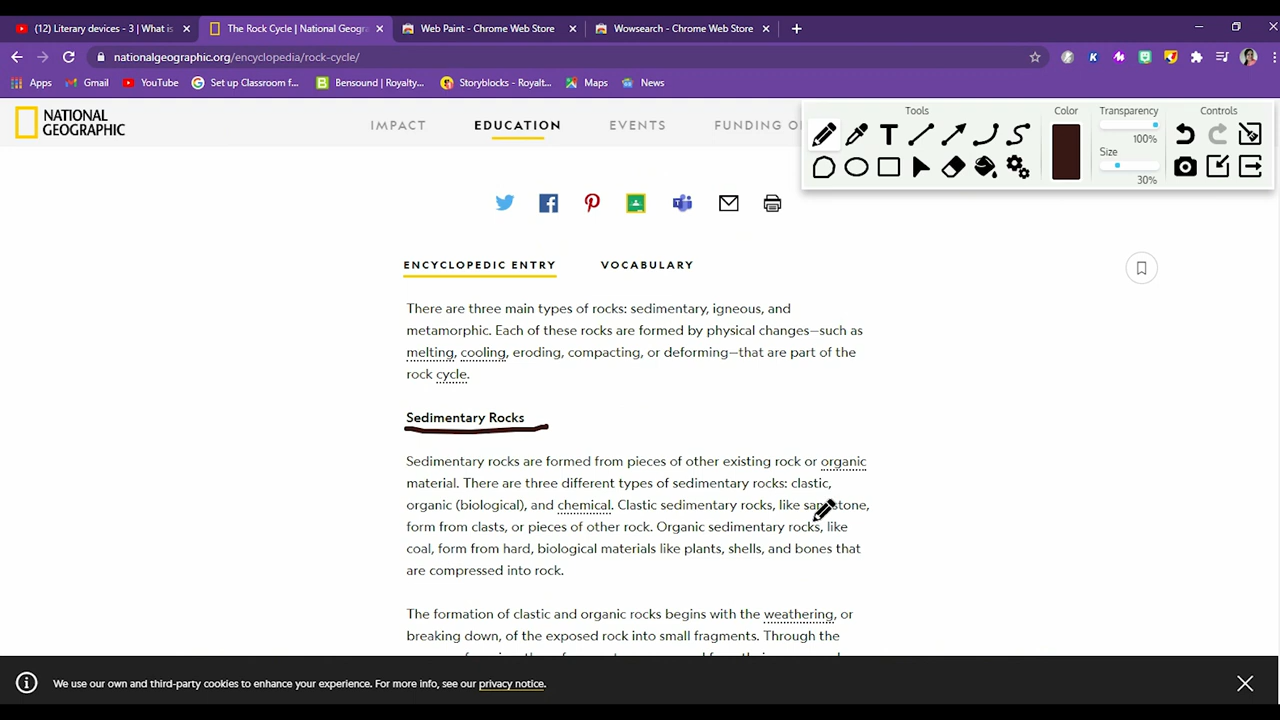 (12) Literary devices - 3 | What is
The Rock Cycle | National Geogra
Web Paint - Chrome Web Store
Wowsearch - Chrome Web Store
nationalgeographic.org/encyclopedia/rock-cycle/
Apps
Gmail
YouTube
Set up Classroom f...
Bensound | Royalty...
Storyblocks - Royalt...
Maps
News
NATIONAL
GEOGRAPHIC
IMPACT
EDUCATION
EVENTS
FUNDING
Tools
Color
Transparency
100%
Size
30%
Controls
ENCYCLOPEDIC ENTRY
VOCABULARY
There are three main types of rocks: sedimentary, igneous, and
metamorphic. Each of these rocks are formed by physical changes—such as
melting, cooling, eroding, compacting, or deforming—that are part of the
rock cycle.
Sedimentary Rocks
Sedimentary rocks are formed from pieces of other existing rock or organic
material. There are three different types of sedimentary rocks: clastic,
organic (biological), and chemical. Clastic sedimentary rocks, like sandstone,
form from clasts, or pieces of other rock. Organic sedimentary rocks, like
coal, form from hard, biological materials like plants, shells, and bones that
are compressed into rock.
The formation of clastic and organic rocks begins with the weathering, or
breaking down, of the exposed rock into small fragments. Through the
We use our own and third-party cookies to enhance your experience. For more info, see our privacy notice.